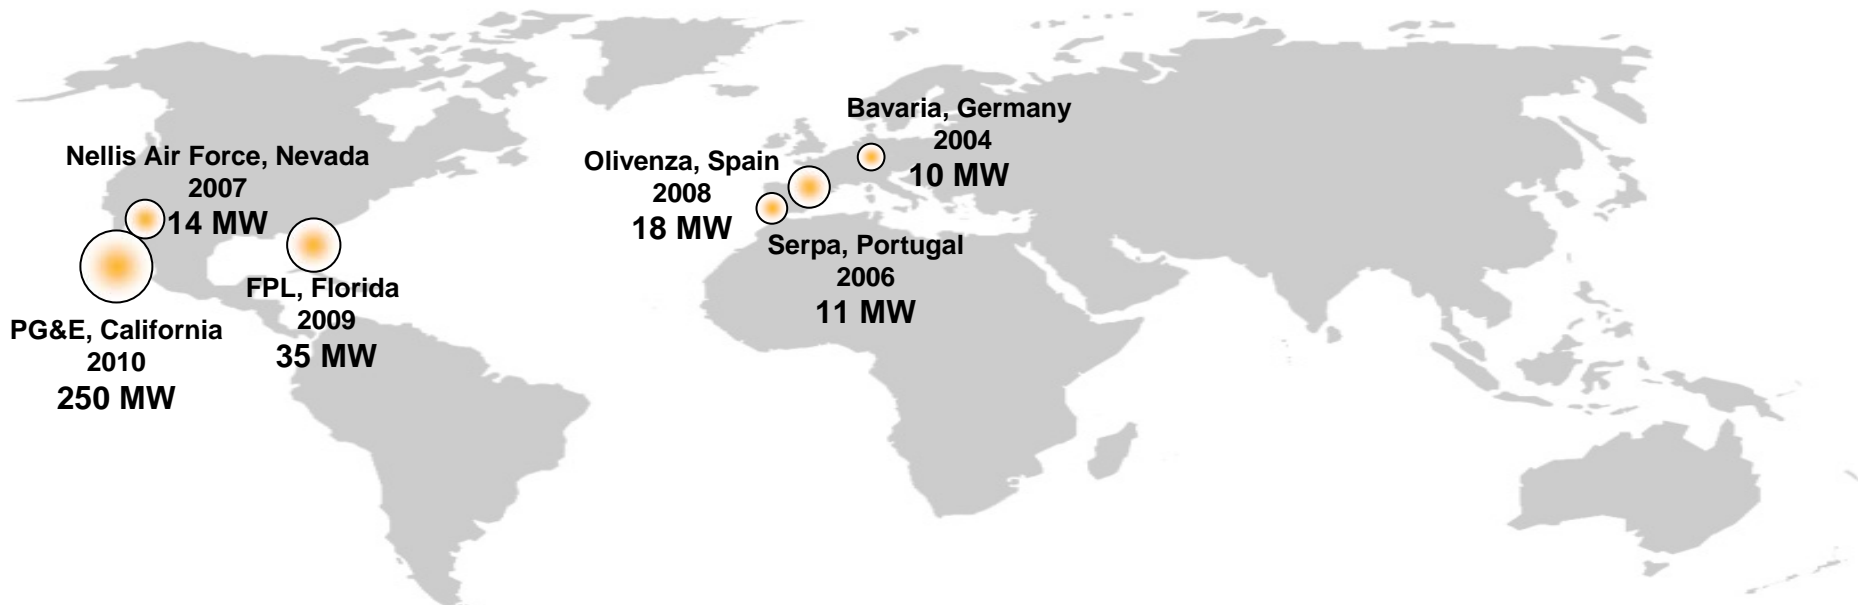 Bavaria, Germany
2004
10 MW
Nellis Air Force, Nevada
2007
14 MW
Olivenza, Spain
2008
18 MW
Serpa, Portugal
2006
11 MW
FPL, Florida
2009
35 MW
PG&E, California
2010
250 MW